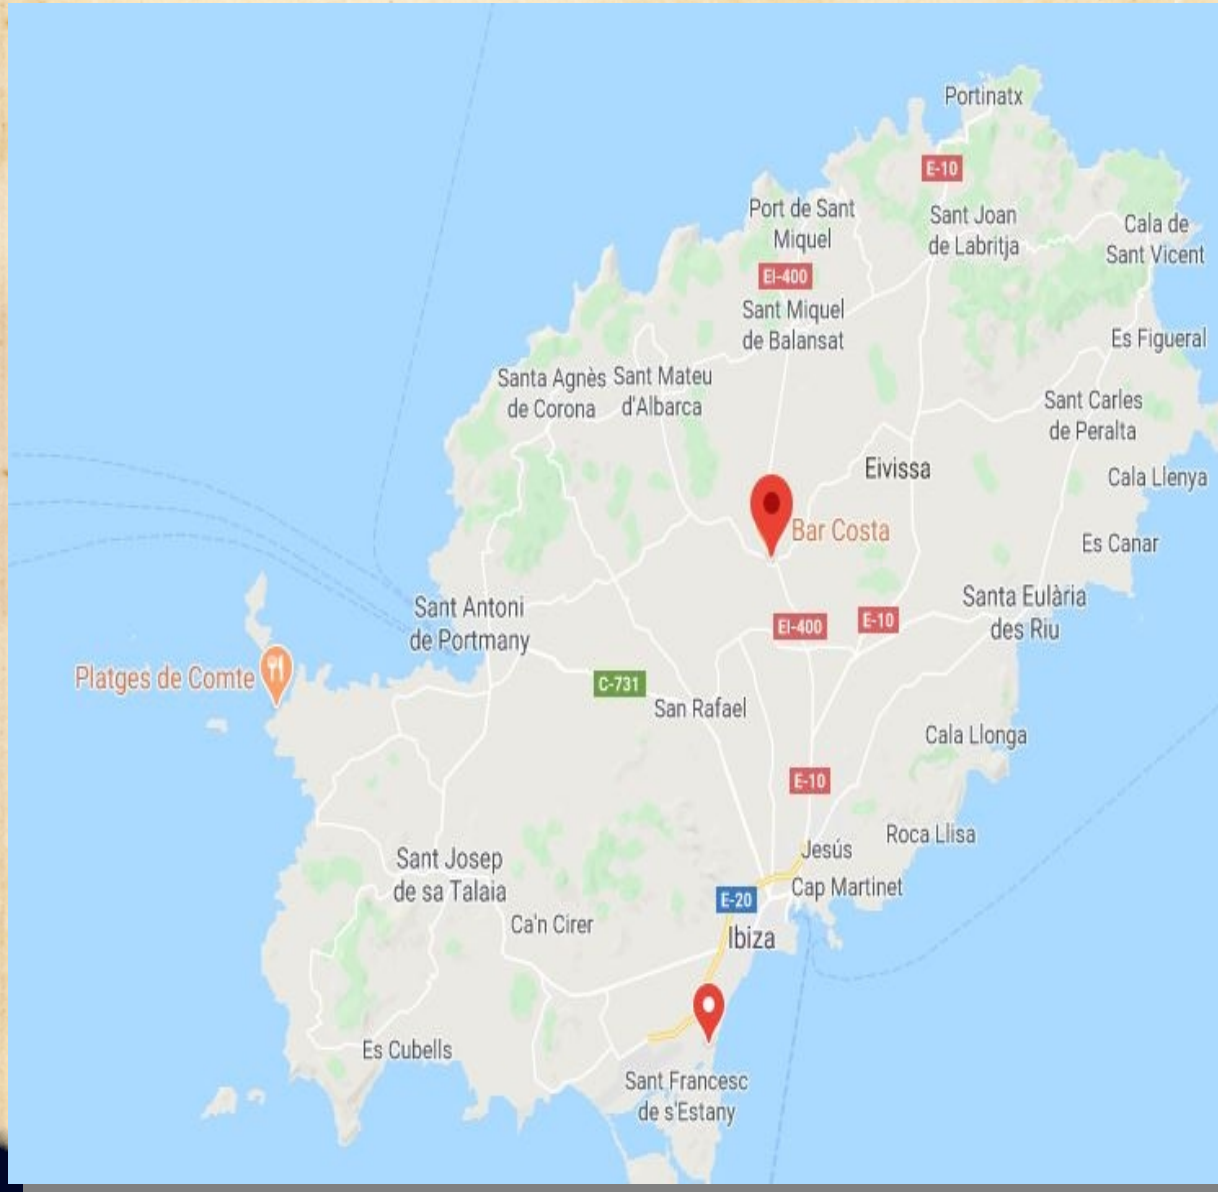 Portinatx
E-10
Port de Sant
Miquel
Sant Joan
de Labritja
Cala de
Sant Vicent
EI-400
Sant Miquel
de Balansat
Es Figueral
Santa Agnès
de Corona
Sant Mateu
d'Albarca
Sant Carles
de Peralta
Eivissa
Cala Llenya
Bar Costa
Es Canar
Sant Antoni
de Portmany
EI-400
E-10
Santa Eulària
des Riu
Platges de Comte
C-731
San Rafael
Cala Llonga
E-10
Roca Llisa
Jesús
Sant Josep
de sa Talaia
Cap Martinet
E-20
Ca'n Cirer
Ibiza
Es Cubells
Sant Francesc
de s'Estany